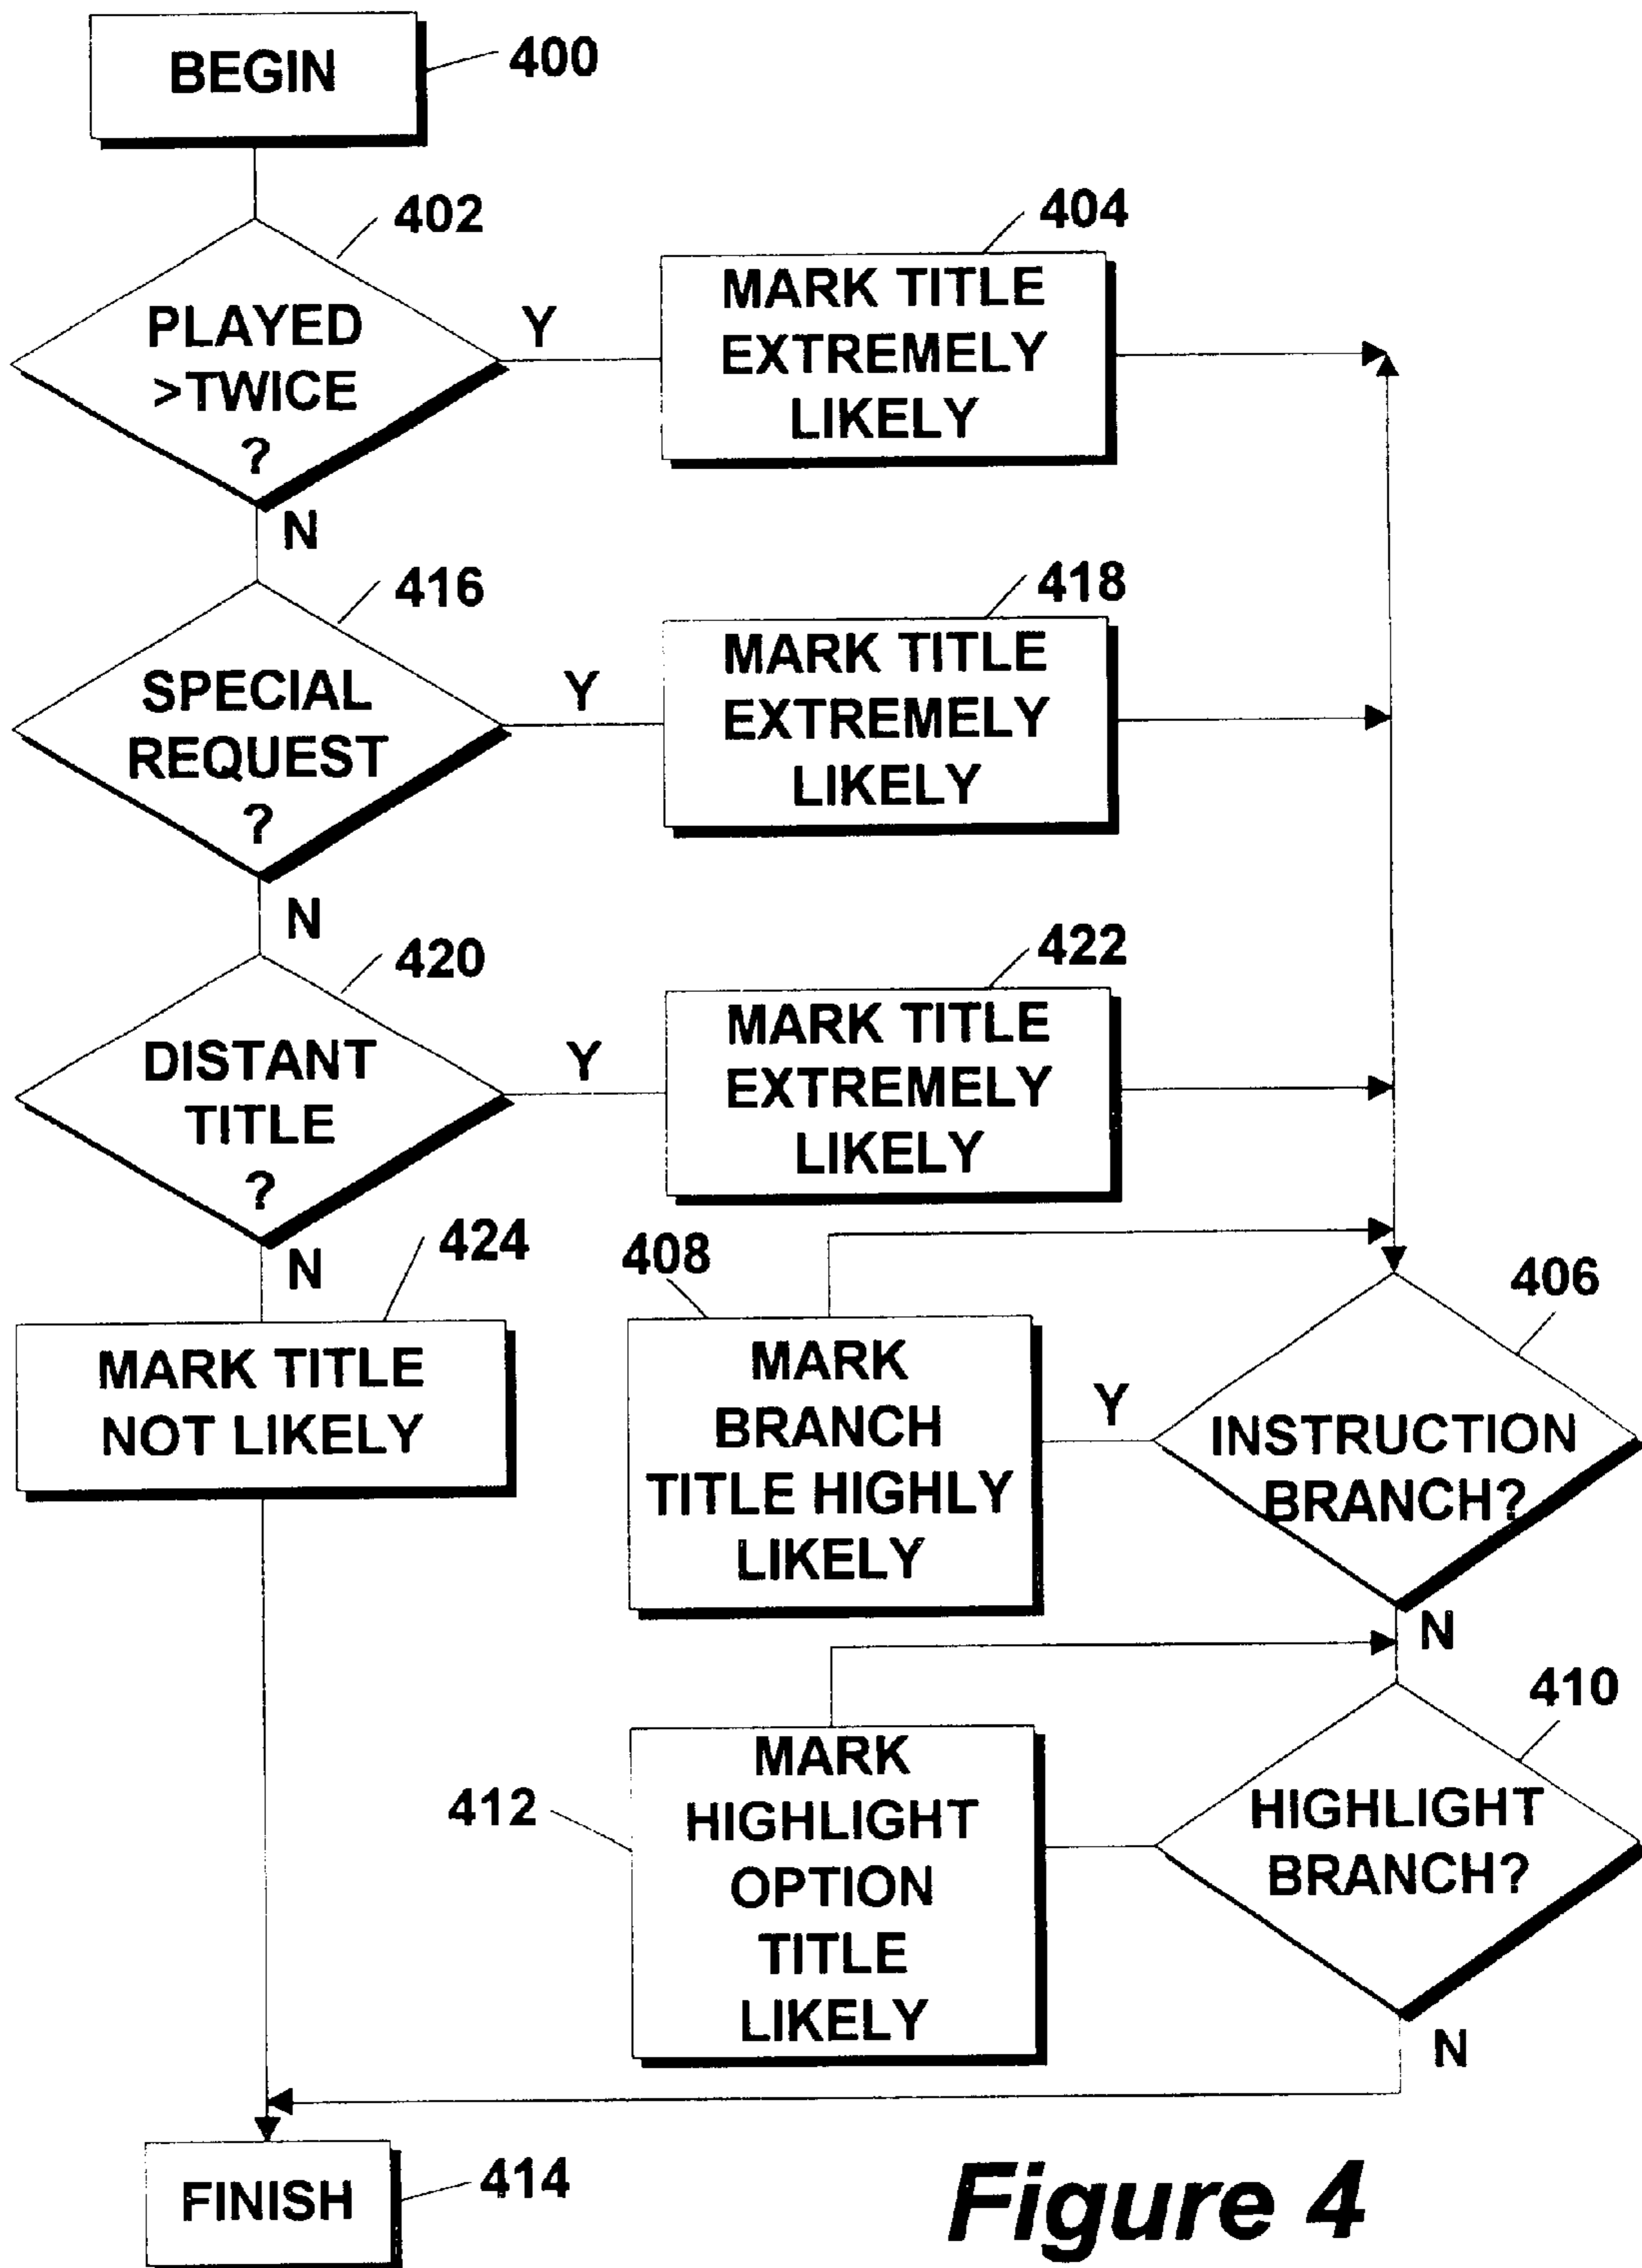 BEGIN
400
402
PLAYED
>TWICE
?
Y
N
404
MARK TITLE
EXTREMELY
LIKELY
416
SPECIAL
REQUEST
?
Y
N
418
MARK TITLE
EXTREMELY
LIKELY
420
DISTANT
TITLE
?
Y
N
422
MARK TITLE
EXTREMELY
LIKELY
424
MARK TITLE
NOT LIKELY
408
MARK
BRANCH
TITLE HIGHLY
LIKELY
Y
406
INSTRUCTION
BRANCH?
N
412
MARK
HIGHLIGHT
OPTION
TITLE
LIKELY
410
HIGHLIGHT
BRANCH?
N
FINISH
414
Figure 4